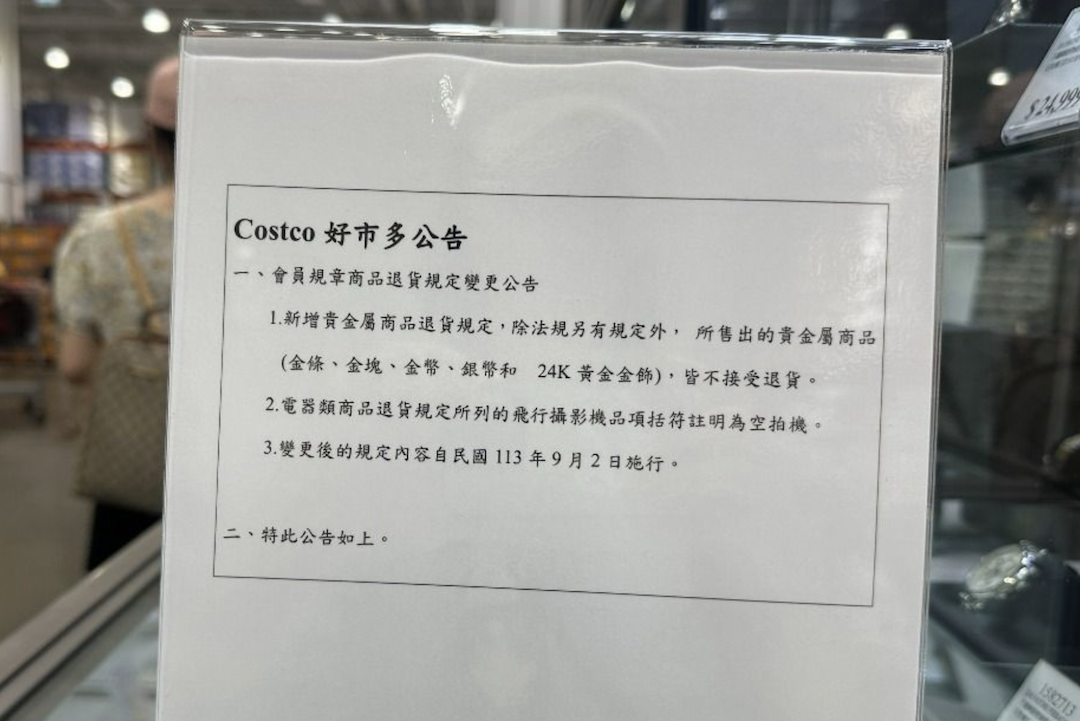 Costco 好市多公告
一、會員規章商品退貨規定變更公告
1.新增貴金屬商品退貨規定，除法規另有規定外， 所售出的貴金屬商品
(金條、金塊、金幣、銀幣和 24K 黃金金飾)，皆不接受退貨。
2.電器類商品退貨規定所列的飛行攝影機品項括符註明為空拍機。
3.變更後的規定內容自民國 113 年 9 月 2 日施行。
二、特此公告如上。
$24,999
1582713